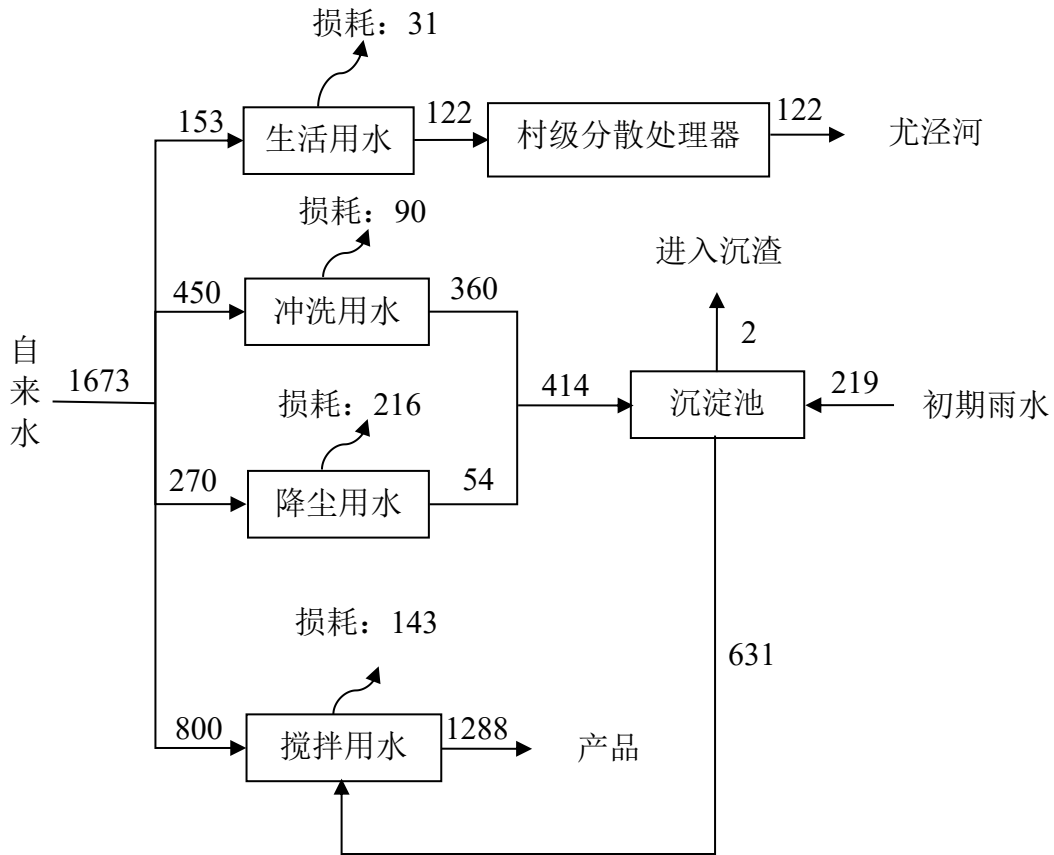 损耗：31
153
生活用水
122
村级分散处理器
122
尤泾河
损耗：90
进入沉渣
450
冲洗用水
360
2
自来水
1673
414
沉淀池
219
初期雨水
损耗：216
270
降尘用水
54
损耗：143
631
800
搅拌用水
1288
产品